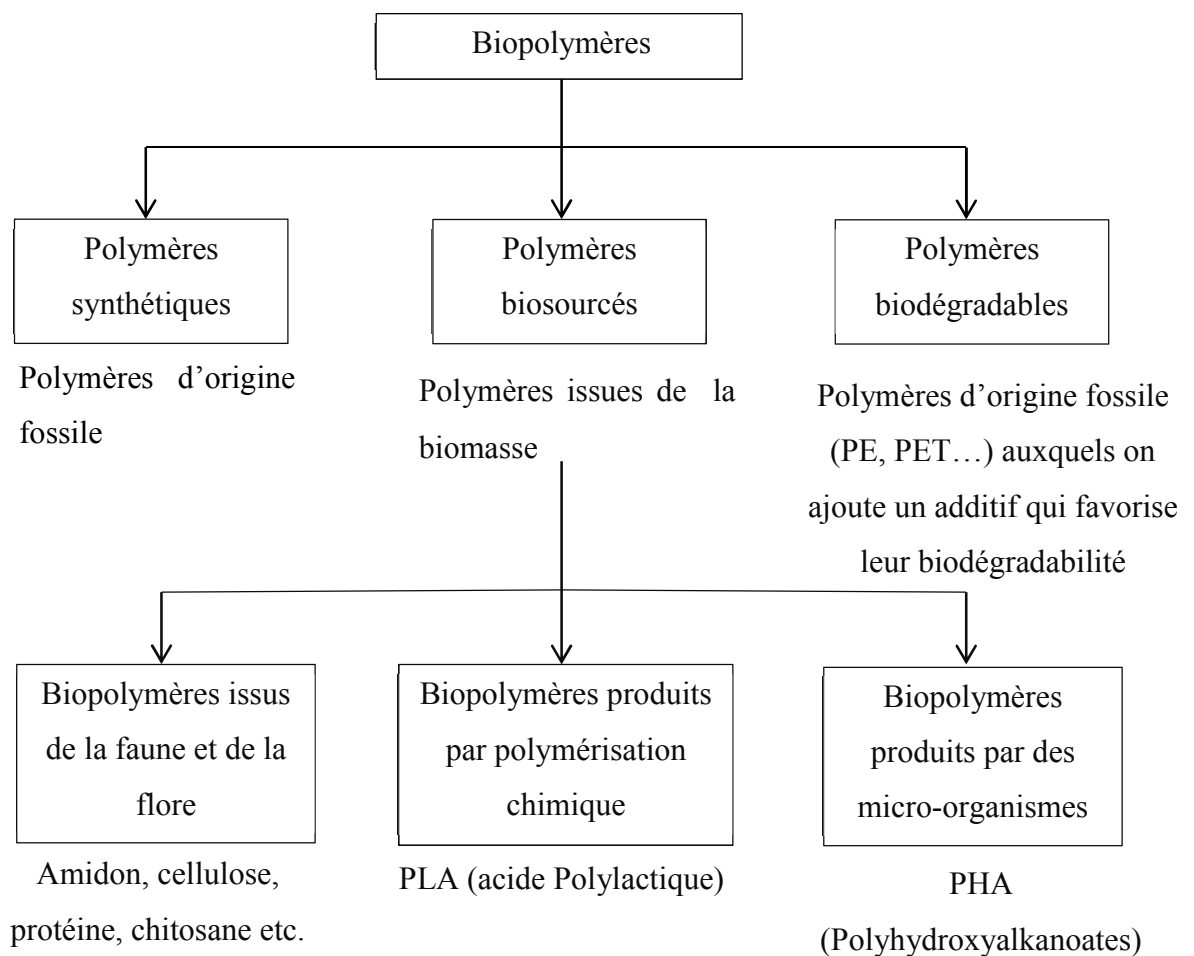 Biopolymères
Polymères
synthétiques
Polymères d’origine
fossile
Polymères
biosourcés
Polymères issues de la
biomasse
Polymères
biodégradables
Polymères d’origine fossile
(PE, PET…) auxquels on
ajoute un additif qui favorise
leur biodégradabilité
Biopolymères issus
de la faune et de la
flore
Amidon, cellulose,
protéine, chitosane etc.
Biopolymères produits
par polymérisation
chimique
PLA (acide Polylactique)
Biopolymères
produits par des
micro-organismes
PHA
(Polyhydroxyalkanoates)